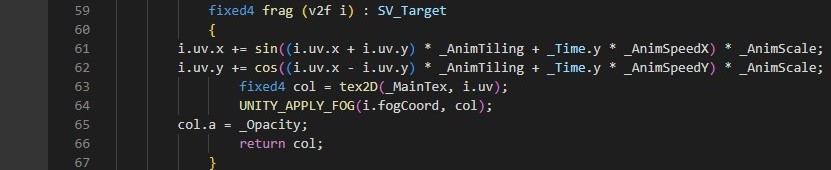 59 fixed4 frag (v2f i) : SV_Target
60 {
61 i.uv.x += sin((i.uv.x + i.uv.y) * _AnimTiling + _Time.y * _AnimSpeedX) * _AnimScale;
62 i.uv.y += cos((i.uv.x - i.uv.y) * _AnimTiling + _Time.y * _AnimSpeedY) * _AnimScale;
63 fixed4 col = tex2D(_MainTex, i.uv);
64 UNITY_APPLY_FOG(i.fogCoord, col);
65 col.a = _Opacity;
66 return col;
67 }